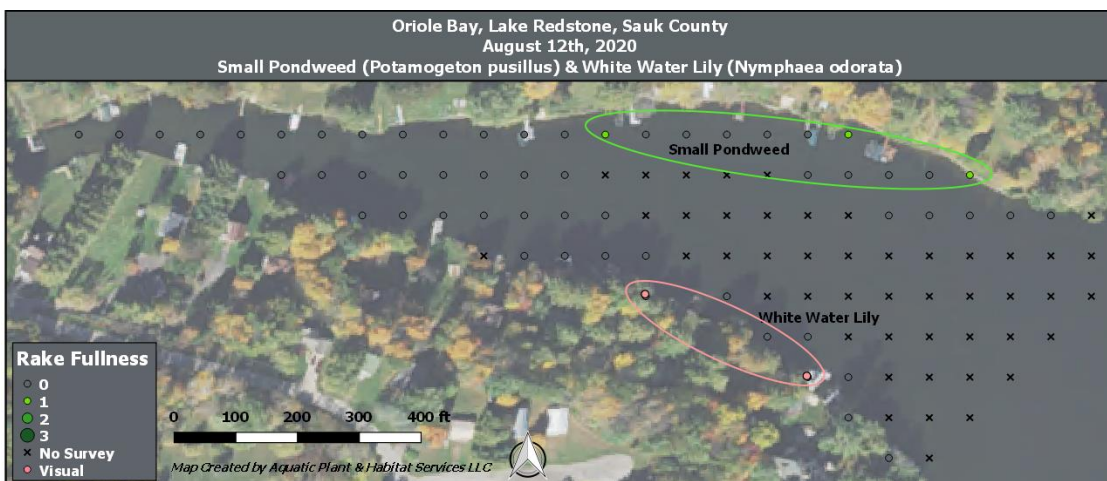 Oriole Bay, Lake Redstone, Sauk County
August 12th, 2020
Small Pondweed (Potamogeton pusillus) & White Water Lily (Nymphaea odorata)
Small Pondweed
White Water Lily
Rake Fullness
0
1
2
3
No Survey
Visual
0 100 200 300 400 ft
Map Created by Aquatic Plant & Habitat Services LLC